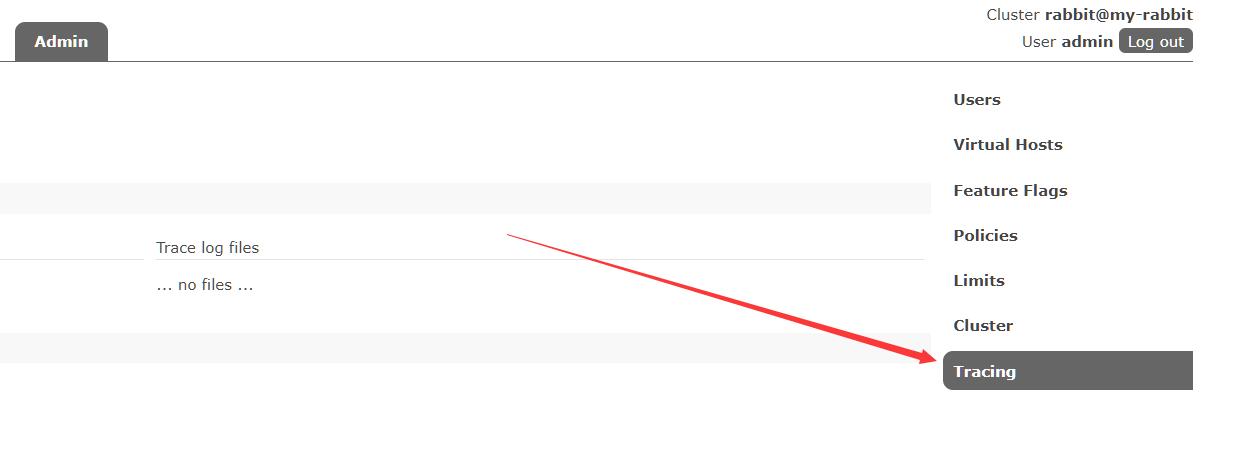 Cluster rabbit@my-rabbit
Admin
User admin Log out
Users
Virtual Hosts
Feature Flags
Policies
Trace log files
... no files ...
Limits
Cluster
Tracing